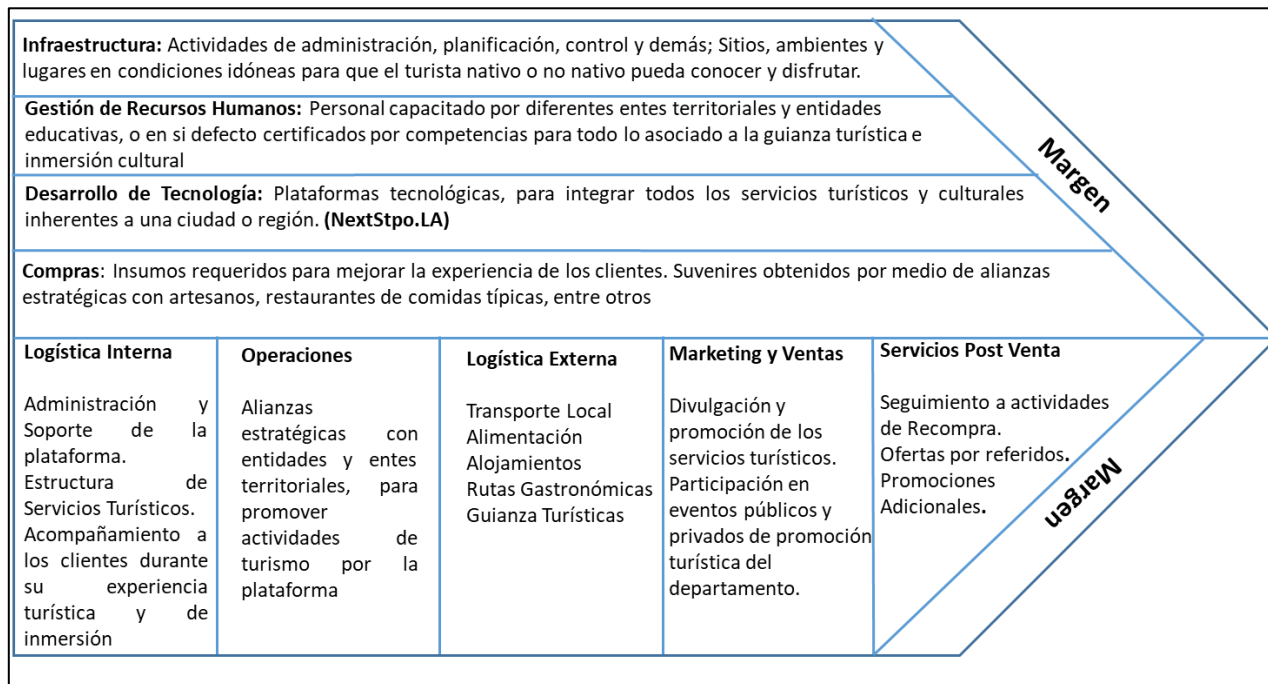 Infraestructura: Actividades de administración, planificación, control y demás; Sitios, ambientes y
lugares en condiciones idóneas para que el turista nativo o no nativo pueda conocer y disfrutar.
Gestión de Recursos Humanos: Personal capacitado por diferentes entes territoriales y entidades
educativas, o en si defecto certificados por competencias para todo lo asociado a la guianza turística e
inmersión cultural
Desarrollo de Tecnología: Plataformas tecnológicas, para integrar todos los servicios turísticos y culturales
inherentes a una ciudad o región. (NextStpo.LA)
Compras: Insumos requeridos para mejorar la experiencia de los clientes. Suvenires obtenidos por medio de alianzas
estratégicas con artesanos, restaurantes de comidas típicas, entre otros
Margen
Logística Interna
Administración y
Soporte de la
plataforma.
Estructura de
Servicios Turísticos.
Acompañamiento a
los clientes durante
su experiencia
turística y de
inmersión
Operaciones
Alianzas
estratégicas con
entidades y entes
territoriales, para
promover
actividades de
turismo por la
plataforma
Logística Externa
Transporte Local
Alimentación
Alojamientos
Rutas Gastronómicas
Guianza Turísticas
Marketing y Ventas
Divulgación y
promoción de los
servicios turísticos.
Participación en
eventos públicos y
privados de promoción
turística del
departamento.
Servicios Post Venta
Seguimiento a actividades
de Recompra.
Ofertas por referidos.
Promociones
Adicionales.
Margen